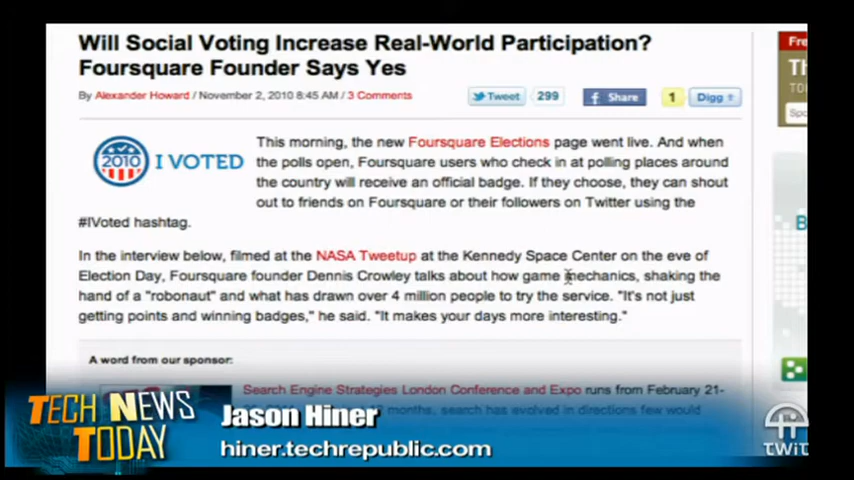 Will Social Voting Increase Real-World Participation?
Foursquare Founder Says Yes
By Alexander Howard / November 2, 2010 8:45 AM / 3 Comments
Tweet 299 Share 1 Digg
This morning, the new Foursquare Elections page went live. And when
the polls open, Foursquare users who check in at polling places around
the country will receive an official badge. If they choose, they can shout
out to friends on Foursquare or their followers on Twitter using the
#IVoted hashtag.
2010 I VOTED
In the interview below, filmed at the NASA Tweetup at the Kennedy Space Center on the eve of
Election Day, Foursquare founder Dennis Crowley talks about how game mechanics, shaking the
hand of a "robonaut" and what has drawn over 4 million people to try the service. "It's not just
getting points and winning badges," he said. "It makes your days more interesting."
A word from our sponsor:
Search Engine Strategies London Conference and Expo runs from February 21-
months, search has evolved in directions few would
TECH NEWS
TODAY
Jason Hiner
hiner.techrepublic.com
TWiT